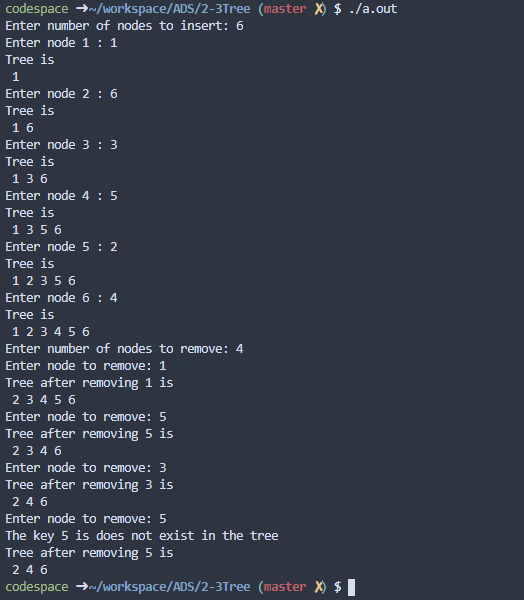 codespace ➜~/workspace/ADS/2-3Tree (master ✗) $ ./a.out
Enter number of nodes to insert: 6
Enter node 1 : 1
Tree is
 1
Enter node 2 : 6
Tree is
 1 6
Enter node 3 : 3
Tree is
 1 3 6
Enter node 4 : 5
Tree is
 1 3 5 6
Enter node 5 : 2
Tree is
 1 2 3 5 6
Enter node 6 : 4
Tree is
 1 2 3 4 5 6
Enter number of nodes to remove: 4
Enter node to remove: 1
Tree after removing 1 is
 2 3 4 5 6
Enter node to remove: 5
Tree after removing 5 is
 2 3 4 6
Enter node to remove: 3
Tree after removing 3 is
 2 4 6
Enter node to remove: 5
The key 5 is does not exist in the tree
Tree after removing 5 is
 2 4 6
codespace ➜~/workspace/ADS/2-3Tree (master ✗) $